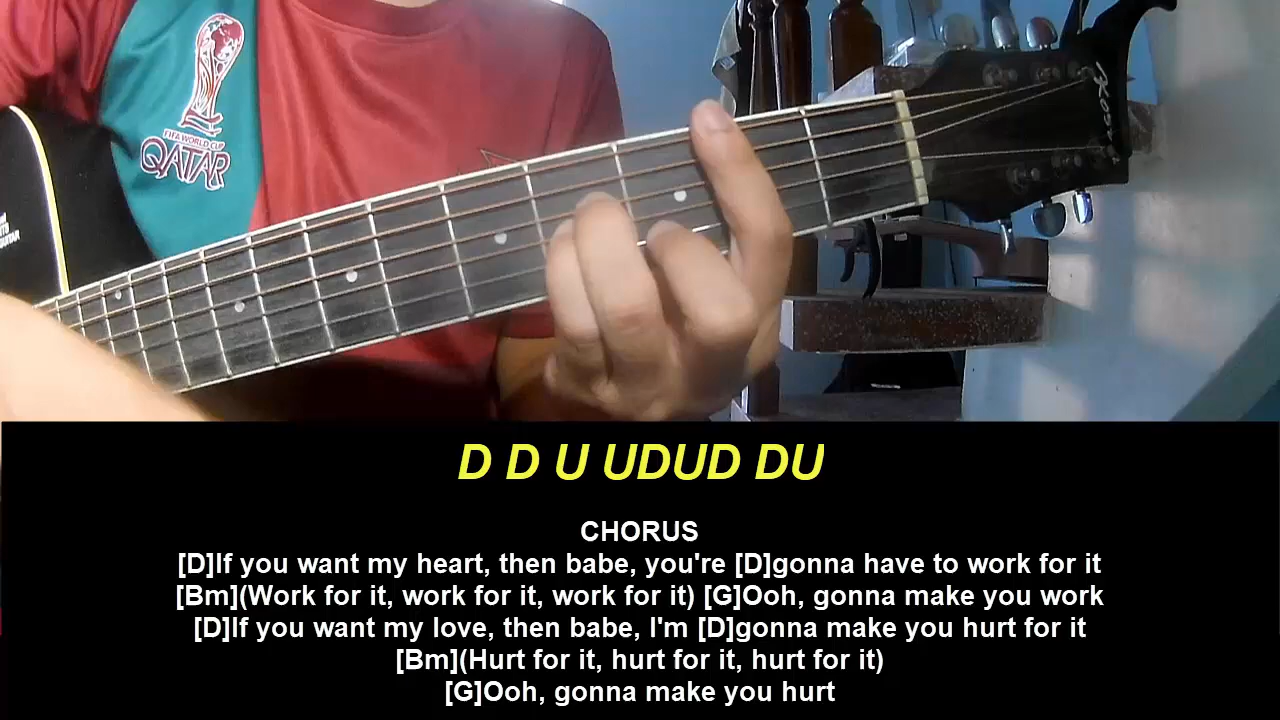 FIFA WORLD CUP
QATAR
D D U UDUD DU
CHORUS
[D]If you want my heart, then babe, you're [D]gonna have to work for it
[Bm](Work for it, work for it, work for it) [G]Ooh, gonna make you work
[D]If you want my love, then babe, I'm [D]gonna make you hurt for it
[Bm](Hurt for it, hurt for it, hurt for it)
[G]Ooh, gonna make you hurt